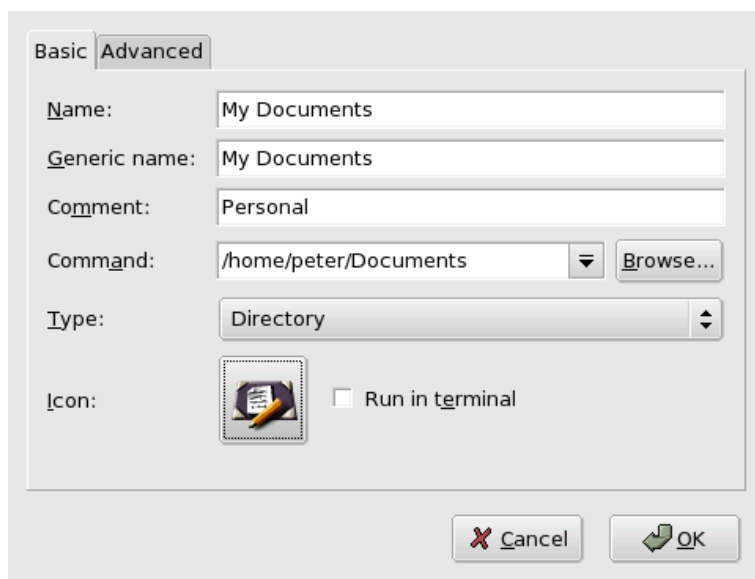 Basic Advanced
Name: My Documents
Generic name: My Documents
Comment: Personal
Command: /home/peter/Documents Browse...
Type: Directory
Icon: Run in terminal
Cancel OK